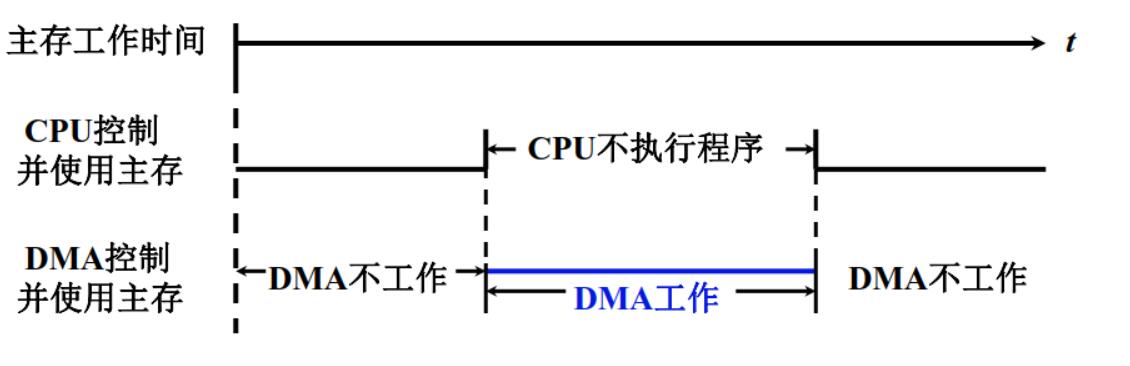 主存工作时间
t
CPU控制
并使用主存
CPU不执行程序
DMA控制
并使用主存
DMA不工作
DMA工作
DMA不工作